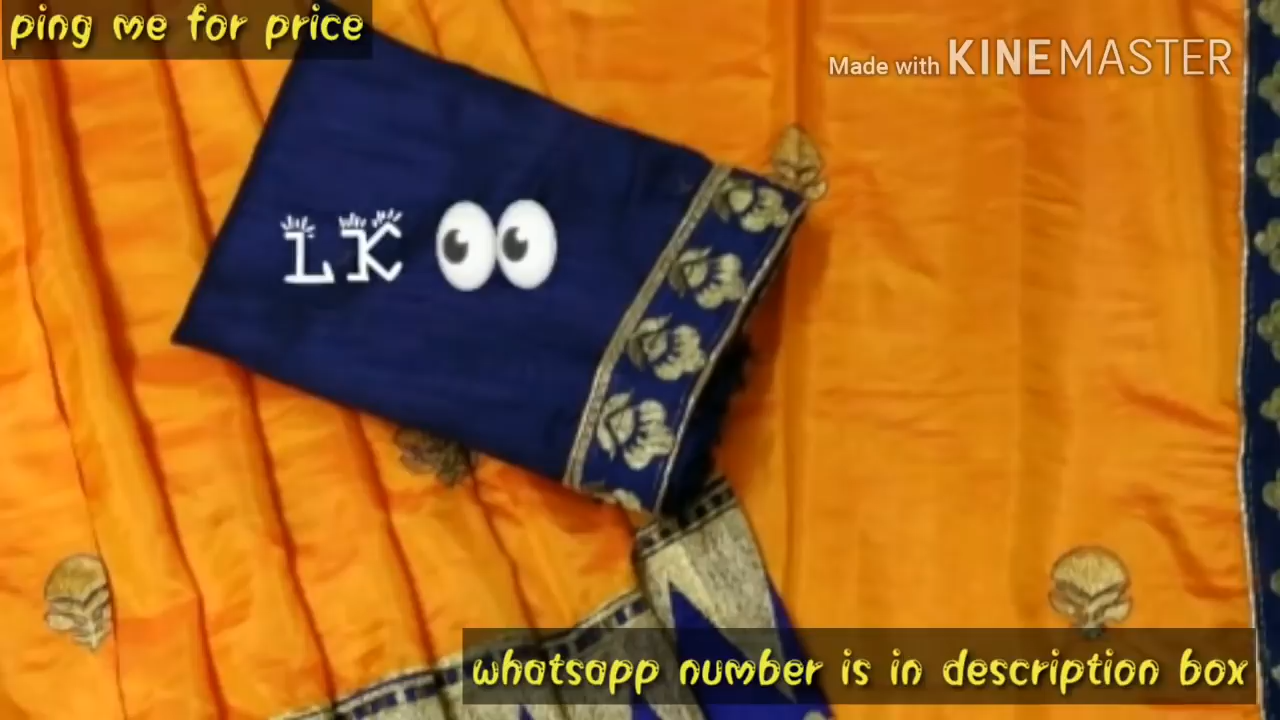 ping me for price
Made with KINEMASTER
LK
whatsapp number is in description box